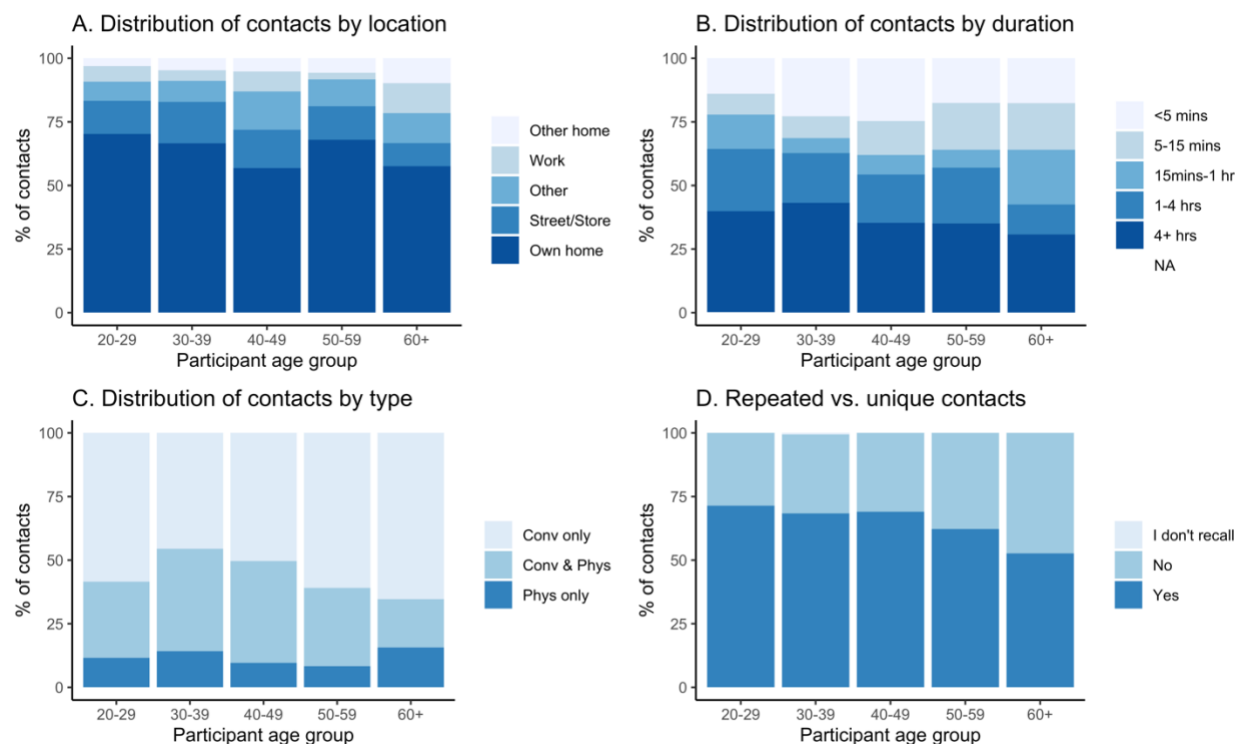 A. Distribution of contacts by location
% of contacts
100
75
50
25
0
20-29 30-39 40-49 50-59 60+
Participant age group
Other home
Work
Other
Street/Store
Own home
B. Distribution of contacts by duration
% of contacts
100
75
50
25
0
20-29 30-39 40-49 50-59 60+
Participant age group
<5 mins
5-15 mins
15mins-1 hr
1-4 hrs
4+ hrs
NA
C. Distribution of contacts by type
% of contacts
100
75
50
25
0
20-29 30-39 40-49 50-59 60+
Participant age group
Conv only
Conv & Phys
Phys only
D. Repeated vs. unique contacts
% of contacts
100
75
50
25
0
20-29 30-39 40-49 50-59 60+
Participant age group
I don't recall
No
Yes